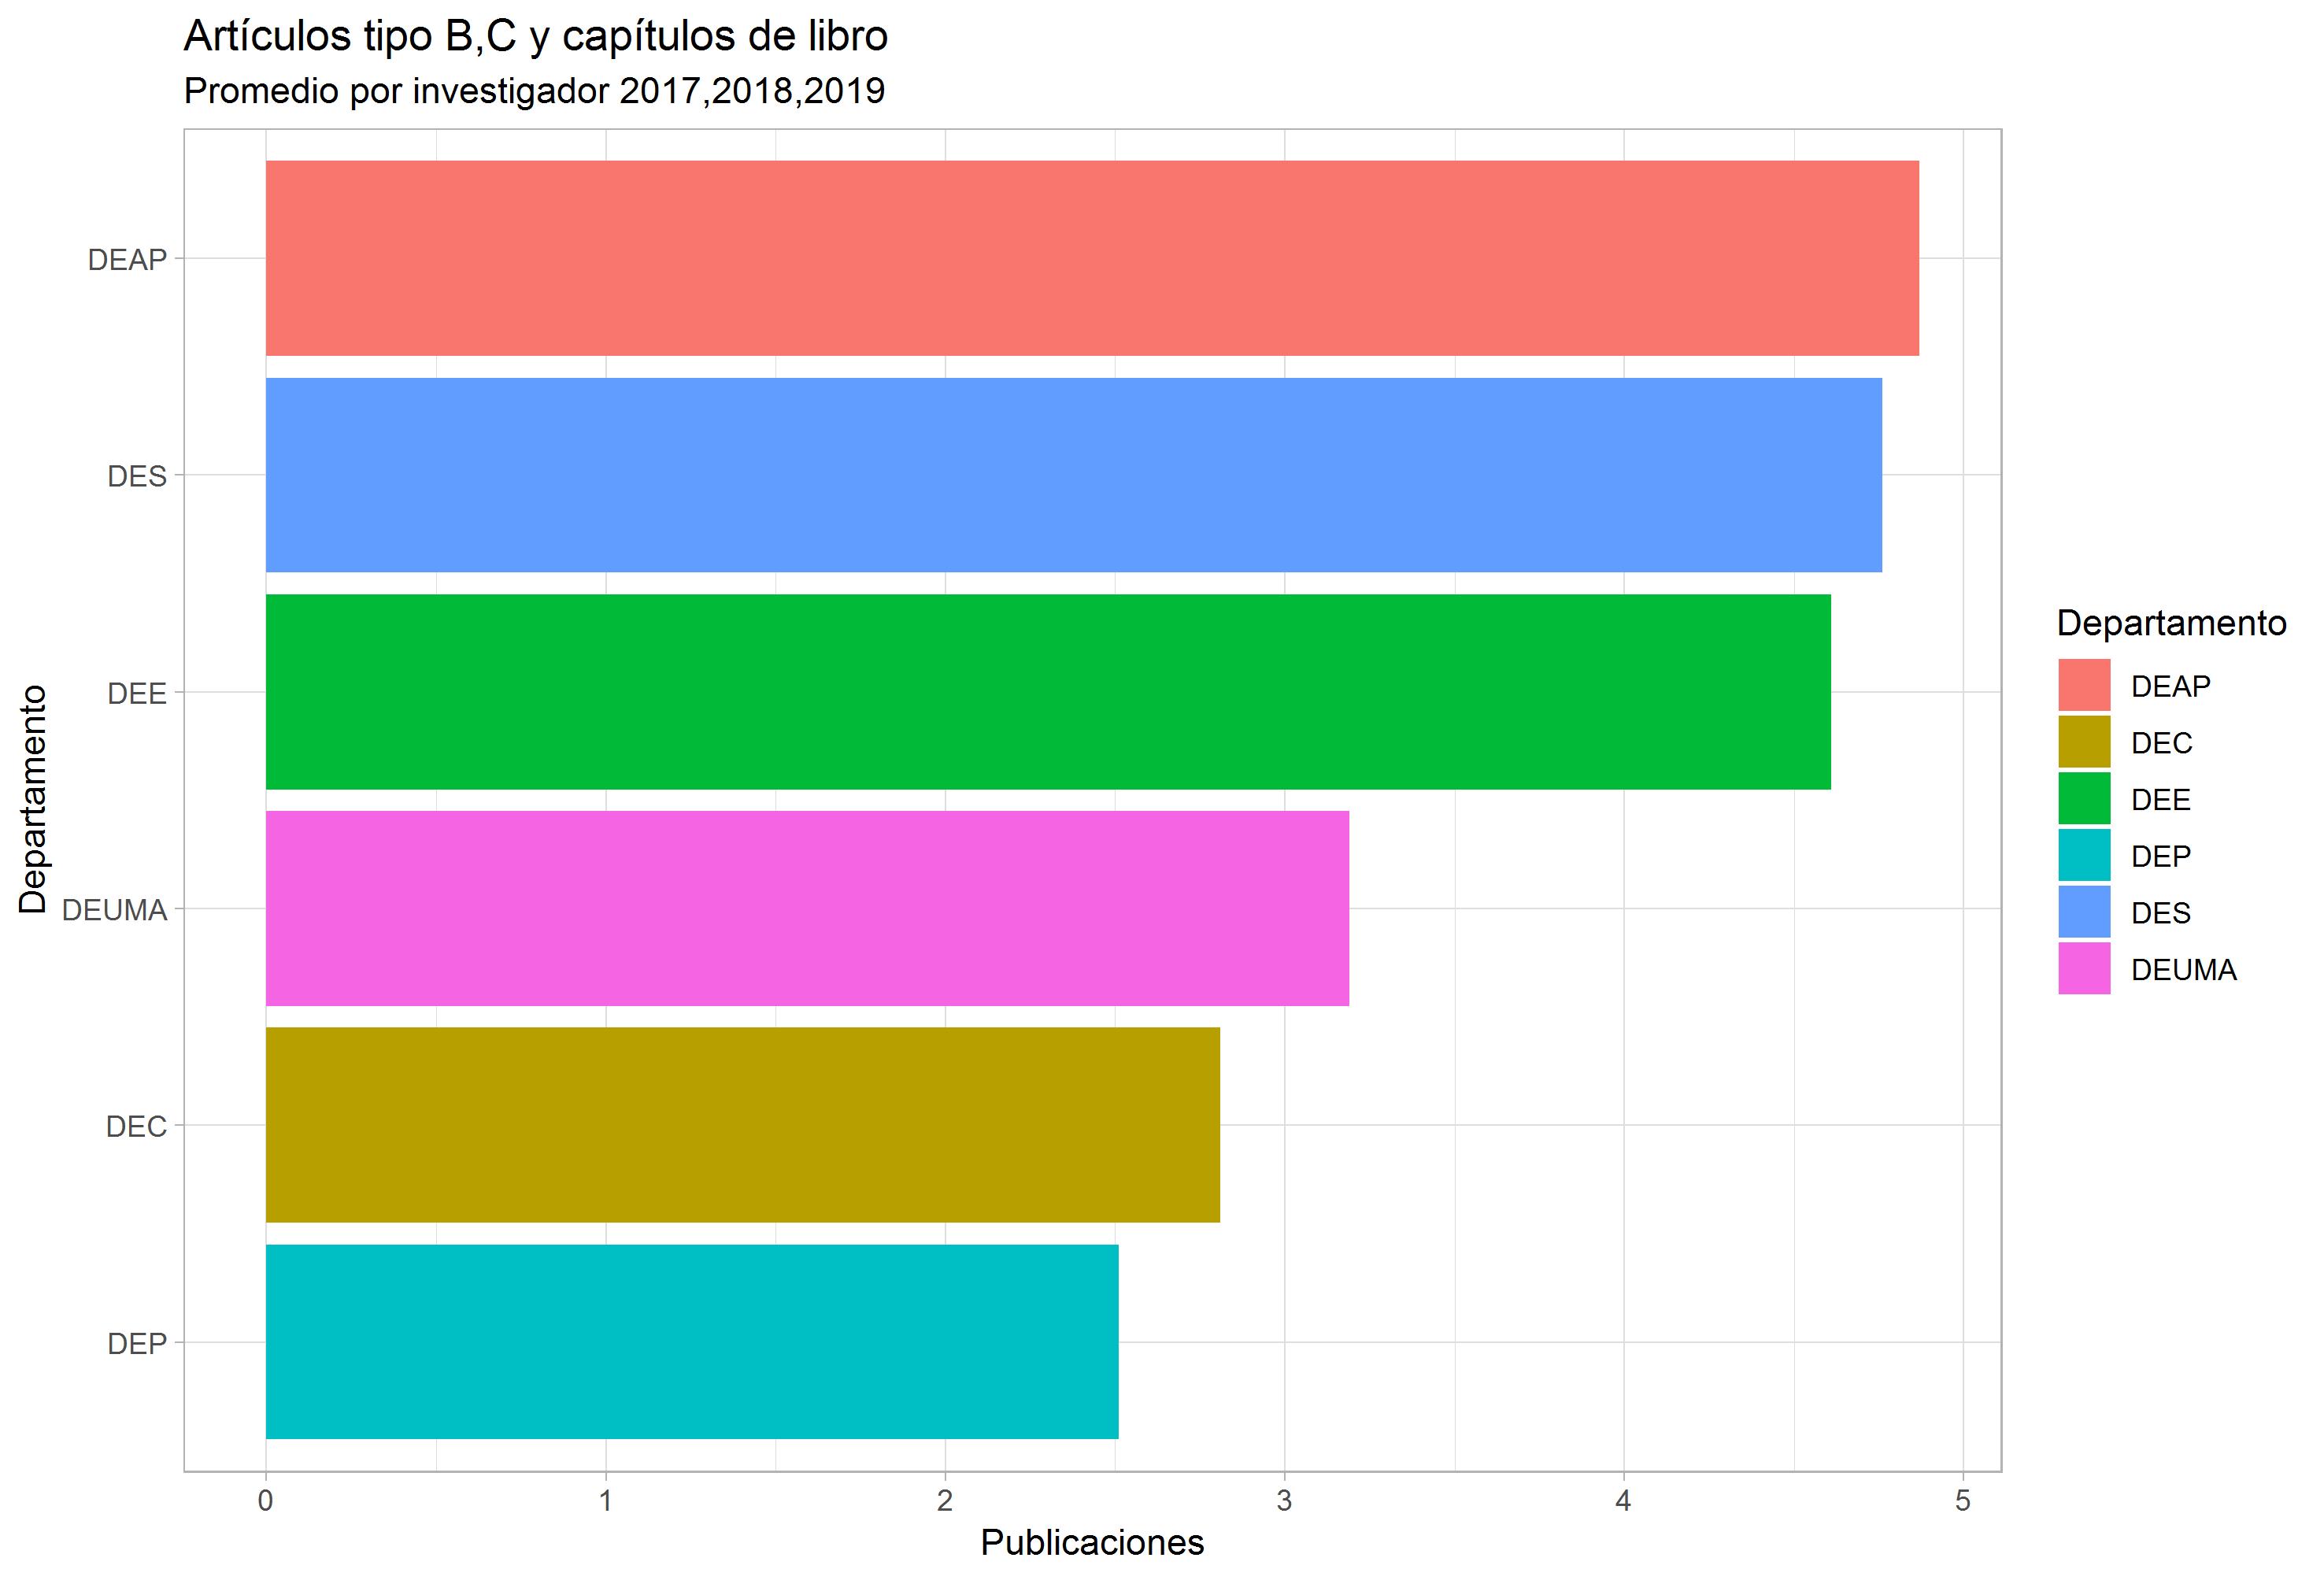 Artículos tipo B,C y capítulos de libro
Promedio por investigador 2017,2018,2019
Departamento
DEAP
DES
DEE
DEUMA
DEC
DEP
0 1 2 3 4 5
Publicaciones
Departamento
DEAP
DEC
DEE
DEP
DES
DEUMA